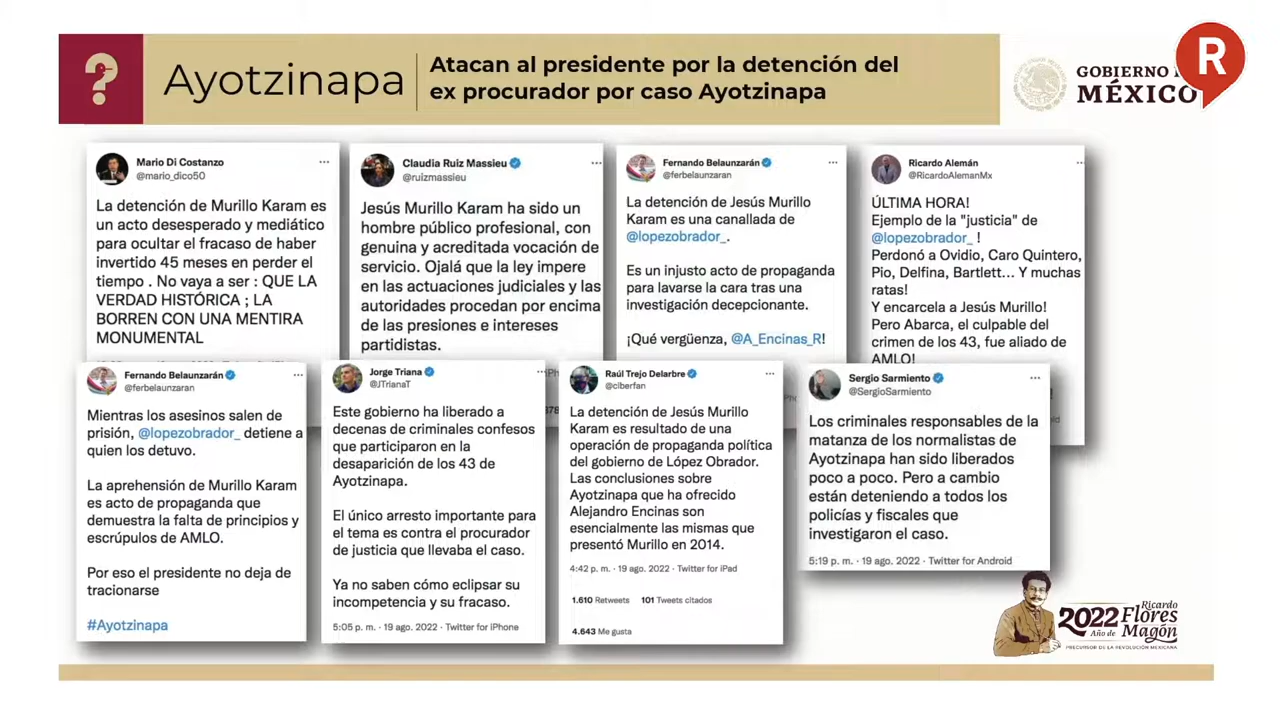 Ayotzinapa
Atacan al presidente por la detención del
ex procurador por caso Ayotzinapa
GOBIERNO
MÉXICO
R
Mario Di Costanzo
@mario_dico50
La detención de Murillo Karam es
un acto desesperado y mediático
para ocultar el fracaso de haber
invertido 45 meses en perder el
tiempo . No vaya a ser : QUE LA
VERDAD HISTÓRICA ; LA
BORREN CON UNA MENTIRA
MONUMENTAL
Claudia Ruiz Massieu
@ruizmassieu
Jesús Murillo Karam ha sido un
hombre público profesional, con
genuina y acreditada vocación de
servicio. Ojalá que la ley impere
en las actuaciones judiciales y las
autoridades procedan por encima
de las presiones e intereses
partidistas.
Fernando Belaunzarán
@ferbelaunzaran
La detención de Jesús Murillo
Karam es una canallada de
@lopezobrador_.
Es un injusto acto de propaganda
para lavarse la cara tras una
investigación decepcionante.
¡Qué vergüenza, @A_Encinas_R!
Ricardo Alemán
@RicardoAlemanMx
ÚLTIMA HORA!
Ejemplo de la "justicia" de
@lopezobrador_ !
Perdonó a Ovidio, Caro Quintero,
Pio, Delfina, Bartlett... Y muchas
ratas!
Y encarcela a Jesús Murillo!
Pero Abarca, el culpable del
crimen de los 43, fue aliado de
AMLO!
Fernando Belaunzarán
@ferbelaunzaran
Mientras los asesinos salen de
prisión, @lopezobrador_ detiene a
quien los detuvo.
La aprehensión de Murillo Karam
es acto de propaganda que
demuestra la falta de principios y
escrúpulos de AMLO.
Por eso el presidente no deja de
tracionarse
#Ayotzinapa
Jorge Triana
@JTrianaT
Este gobierno ha liberado a
decenas de criminales confesos
que participaron en la
desaparición de los 43 de
Ayotzinapa.
El único arresto importante para
el tema es contra el procurador
de justicia que llevaba el caso.
Ya no saben cómo eclipsar su
incompetencia y su fracaso.
5:05 p. m. · 19 ago. 2022 · Twitter for iPhone
Raúl Trejo Delarbre
@ciberfan
La detención de Jesús Murillo
Karam es resultado de una
operación de propaganda política
del gobierno de López Obrador.
Las conclusiones sobre
Ayotzinapa que ha ofrecido
Alejandro Encinas son
esencialmente las mismas que
presentó Murillo en 2014.
4:42 p. m. · 19 ago. 2022 · Twitter for iPad
1.610 Retweets 101 Tweets citados
4.643 Me gusta
Sergio Sarmiento
@SergioSarmiento
Los criminales responsables de la
matanza de los normalistas de
Ayotzinapa han sido liberados
poco a poco. Pero a cambio
están deteniendo a todos los
policías y fiscales que
investigaron el caso.
5:19 p. m. · 19 ago. 2022 · Twitter for Android
2022 Ricardo
Flores
Año de Magón
PRECURSOR DE LA REVOLUCIÓN MEXICANA